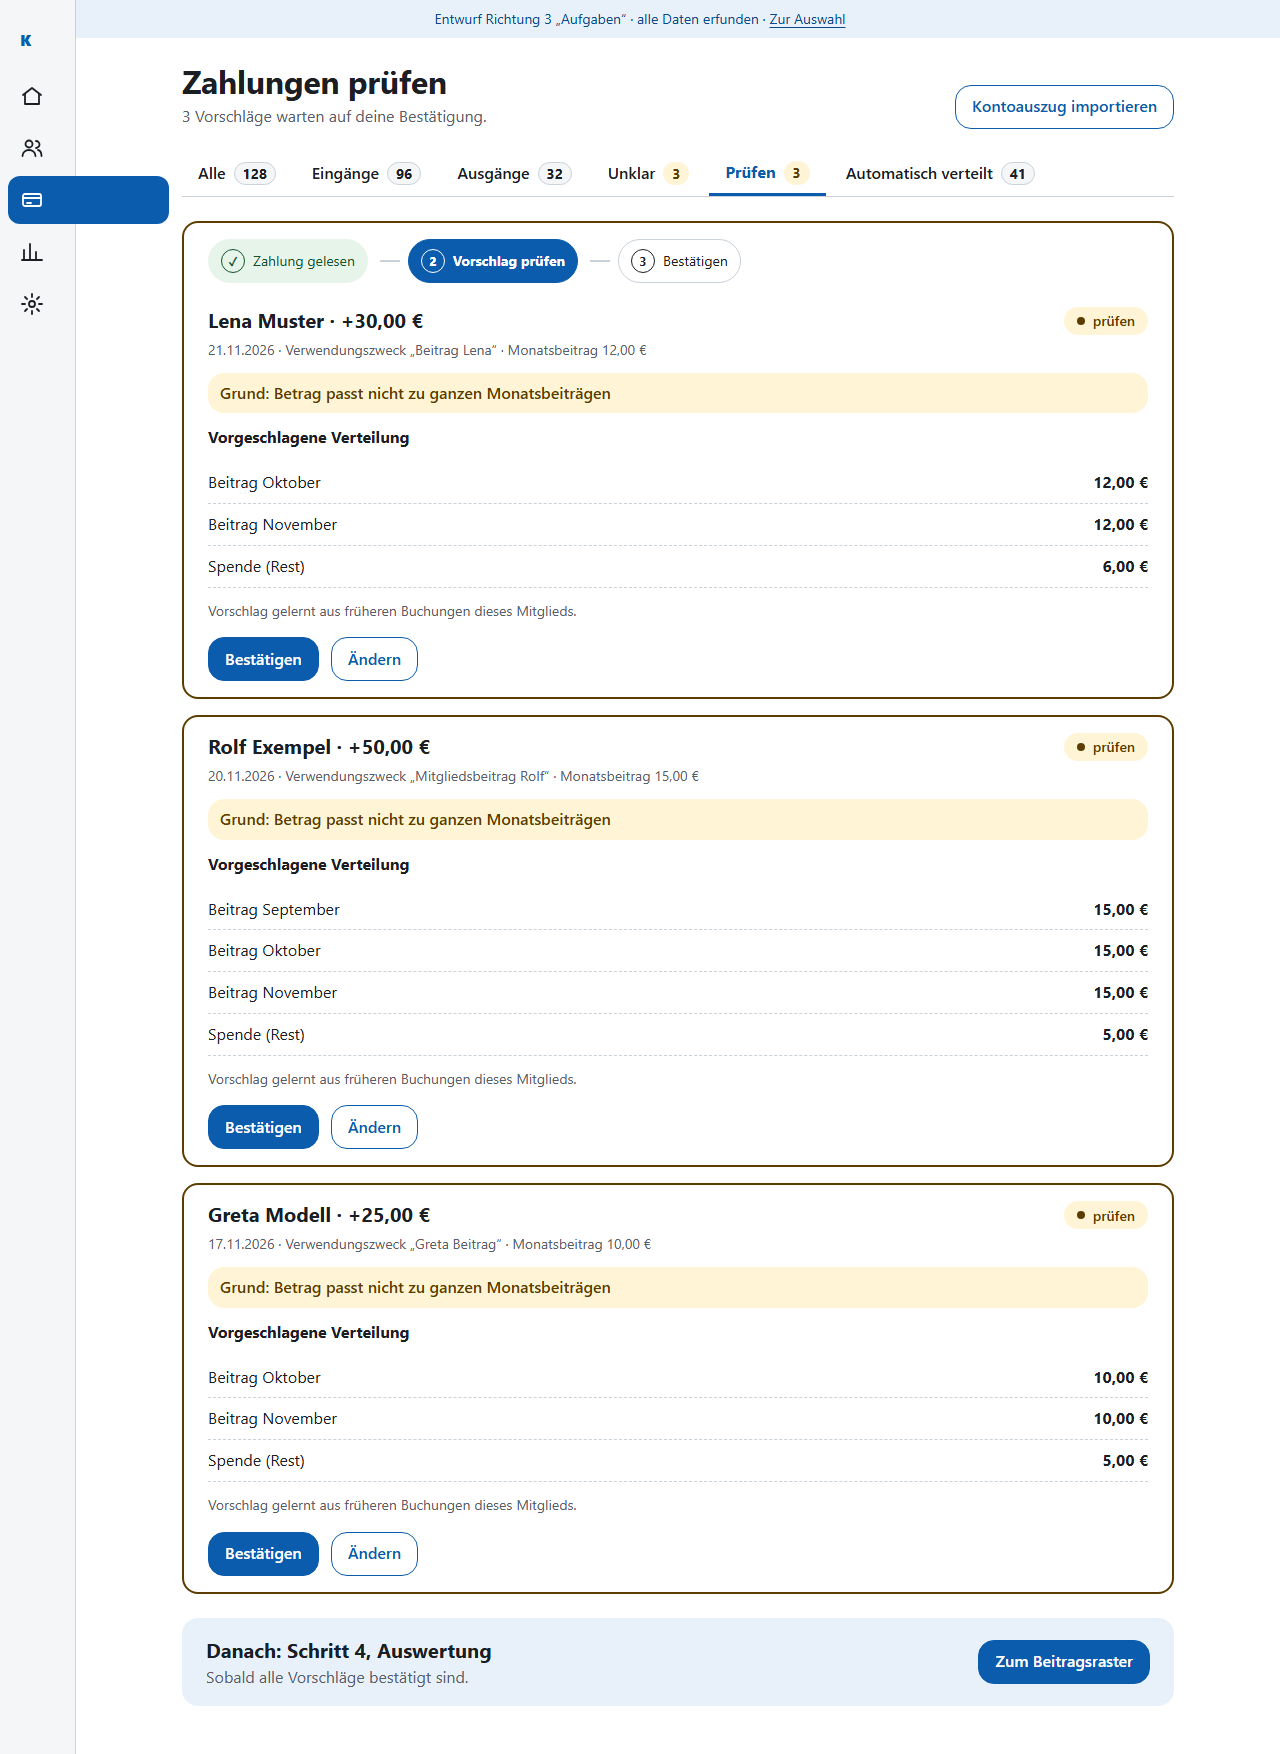 Entwurf Richtung 3 „Aufgaben“ · alle Daten erfunden · Zur Auswahl
K
Zahlungen prüfen
3 Vorschläge warten auf deine Bestätigung.
Kontoauszug importieren
Alle 128 Eingänge 96 Ausgänge 32 Unklar 3 Prüfen 3 Automatisch verteilt 41
✓ Zahlung gelesen 2 Vorschlag prüfen 3 Bestätigen
Lena Muster · +30,00 € prüfen
21.11.2026 · Verwendungszweck „Beitrag Lena“ · Monatsbeitrag 12,00 €
Grund: Betrag passt nicht zu ganzen Monatsbeiträgen
Vorgeschlagene Verteilung
Beitrag Oktober 12,00 €
Beitrag November 12,00 €
Spende (Rest) 6,00 €
Vorschlag gelernt aus früheren Buchungen dieses Mitglieds.
Bestätigen Ändern
Rolf Exempel · +50,00 € prüfen
20.11.2026 · Verwendungszweck „Mitgliedsbeitrag Rolf“ · Monatsbeitrag 15,00 €
Grund: Betrag passt nicht zu ganzen Monatsbeiträgen
Vorgeschlagene Verteilung
Beitrag September 15,00 €
Beitrag Oktober 15,00 €
Beitrag November 15,00 €
Spende (Rest) 5,00 €
Vorschlag gelernt aus früheren Buchungen dieses Mitglieds.
Bestätigen Ändern
Greta Modell · +25,00 € prüfen
17.11.2026 · Verwendungszweck „Greta Beitrag“ · Monatsbeitrag 10,00 €
Grund: Betrag passt nicht zu ganzen Monatsbeiträgen
Vorgeschlagene Verteilung
Beitrag Oktober 10,00 €
Beitrag November 10,00 €
Spende (Rest) 5,00 €
Vorschlag gelernt aus früheren Buchungen dieses Mitglieds.
Bestätigen Ändern
Danach: Schritt 4, Auswertung
Sobald alle Vorschläge bestätigt sind.
Zum Beitragsraster